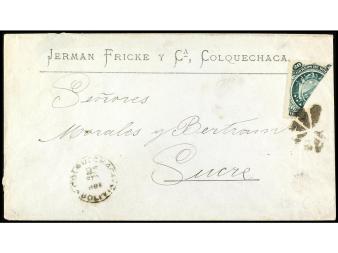 JERMAN FRICKE Y Cᴬ, COLQUECHACA.
Señores
Morales y Bertram
Sucre